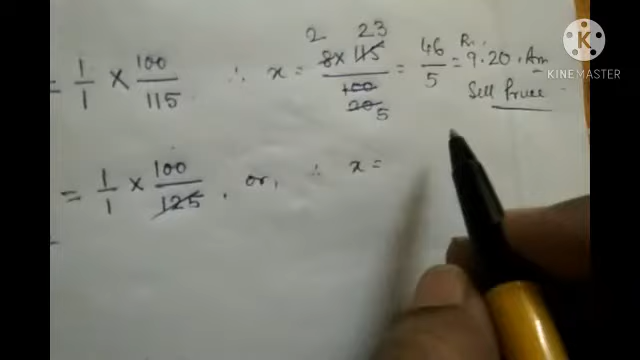 = 1/1 × 100/115 ∴ x = 8 × 115/100 2 23 20 5 = 46/5 = Rs. 9.20. Ans
Sell Price
= 1/1 × 100/125, or, ∴ x =
KINEMASTER